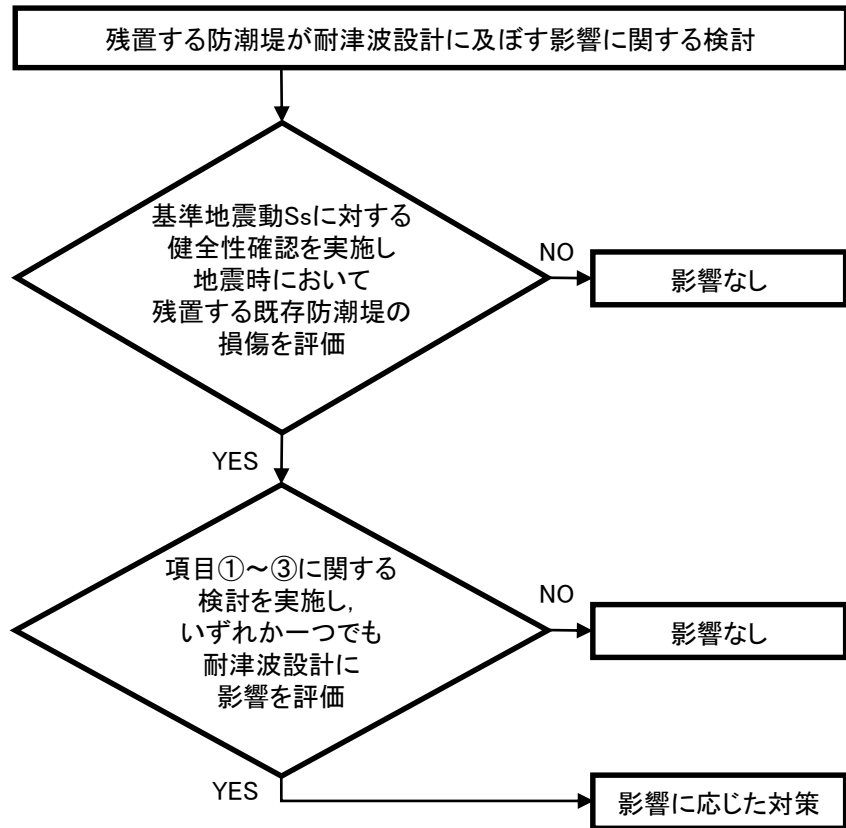 残置する防潮堤が耐津波設計に及ぼす影響に関する検討
基準地震動Ssに対する
健全性確認を実施し
地震時において
残置する既存防潮堤の
損傷を評価
NO
影響なし
YES
項目①～③に関する
検討を実施し,
いずれか一つでも
耐津波設計に
影響を評価
NO
影響なし
YES
影響に応じた対策